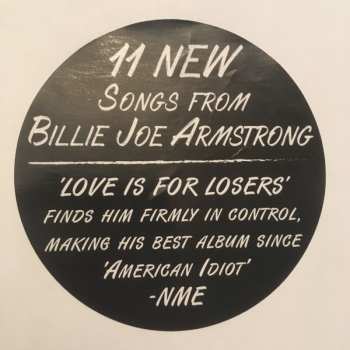 11 NEW
SONGS FROM
BILLIE JOE ARMSTRONG
'LOVE IS FOR LOSERS'
FINDS HIM FIRMLY IN CONTROL,
MAKING HIS BEST ALBUM SINCE
'AMERICAN IDIOT'
-NME